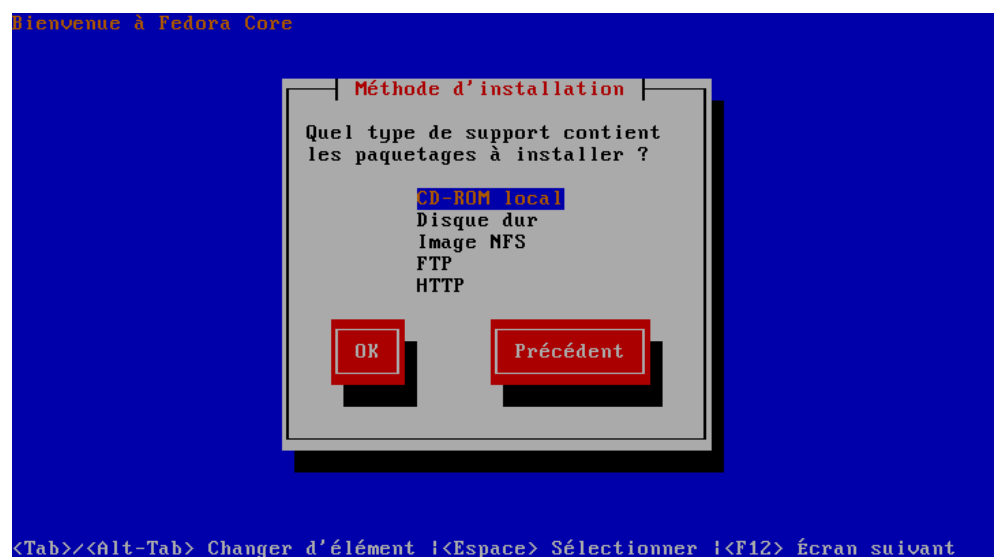 Bienvenue à Fedora Core
Méthode d'installation
Quel type de support contient
les paquetages à installer ?
CD-ROM local
Disque dur
Image NFS
FTP
HTTP
OK
Précédent
<Tab>/<Alt-Tab> Changer d'élément |<Espace> Sélectionner |<F12> Écran suivant